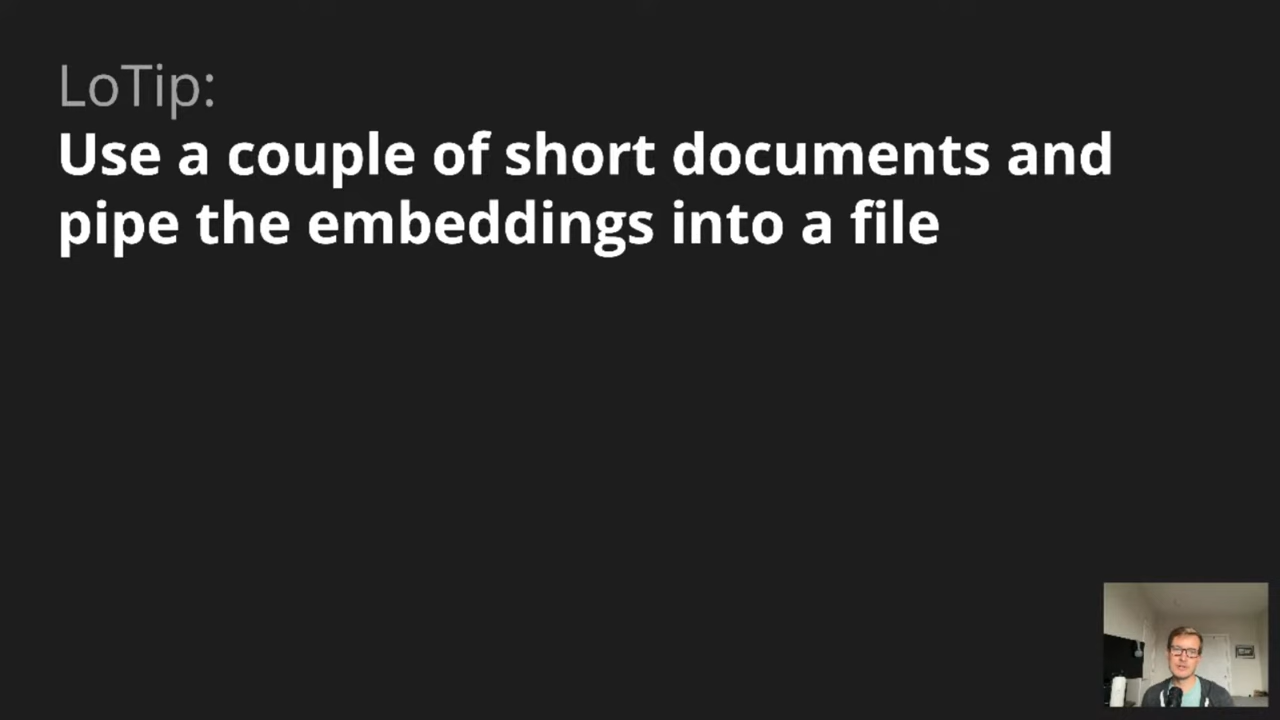 LoTip:
Use a couple of short documents and
pipe the embeddings into a file